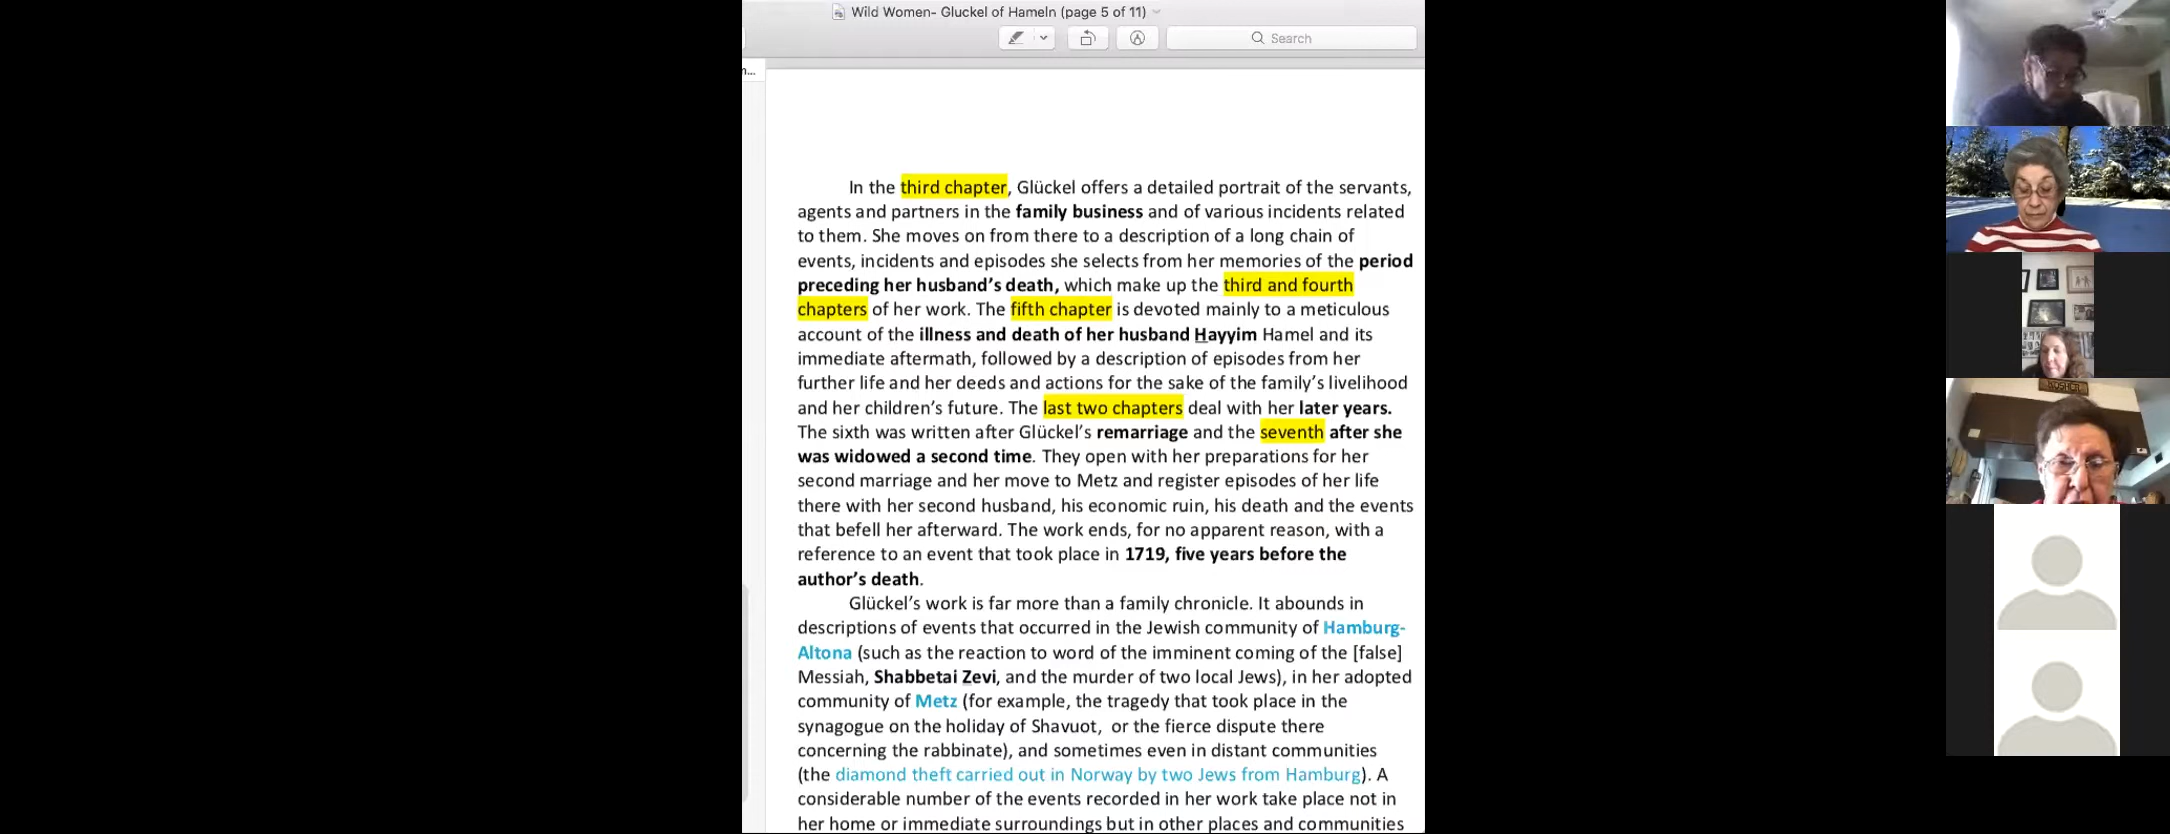 Wild Women- Gluckel of Hameln (page 5 of 11)
Search
n...
In the third chapter, Glückel offers a detailed portrait of the servants,
agents and partners in the family business and of various incidents related
to them. She moves on from there to a description of a long chain of
events, incidents and episodes she selects from her memories of the period
preceding her husband’s death, which make up the third and fourth
chapters of her work. The fifth chapter is devoted mainly to a meticulous
account of the illness and death of her husband Hayyim Hamel and its
immediate aftermath, followed by a description of episodes from her
further life and her deeds and actions for the sake of the family’s livelihood
and her children’s future. The last two chapters deal with her later years.
The sixth was written after Glückel’s remarriage and the seventh after she
was widowed a second time. They open with her preparations for her
second marriage and her move to Metz and register episodes of her life
there with her second husband, his economic ruin, his death and the events
that befell her afterward. The work ends, for no apparent reason, with a
reference to an event that took place in 1719, five years before the
author’s death.
Glückel’s work is far more than a family chronicle. It abounds in
descriptions of events that occurred in the Jewish community of Hamburg-
Altona (such as the reaction to word of the imminent coming of the [false]
Messiah, Shabbetai Zevi, and the murder of two local Jews), in her adopted
community of Metz (for example, the tragedy that took place in the
synagogue on the holiday of Shavuot,  or the fierce dispute there
concerning the rabbinate), and sometimes even in distant communities
(the diamond theft carried out in Norway by two Jews from Hamburg). A
considerable number of the events recorded in her work take place not in
her home or immediate surroundings but in other places and communities
KOSHER